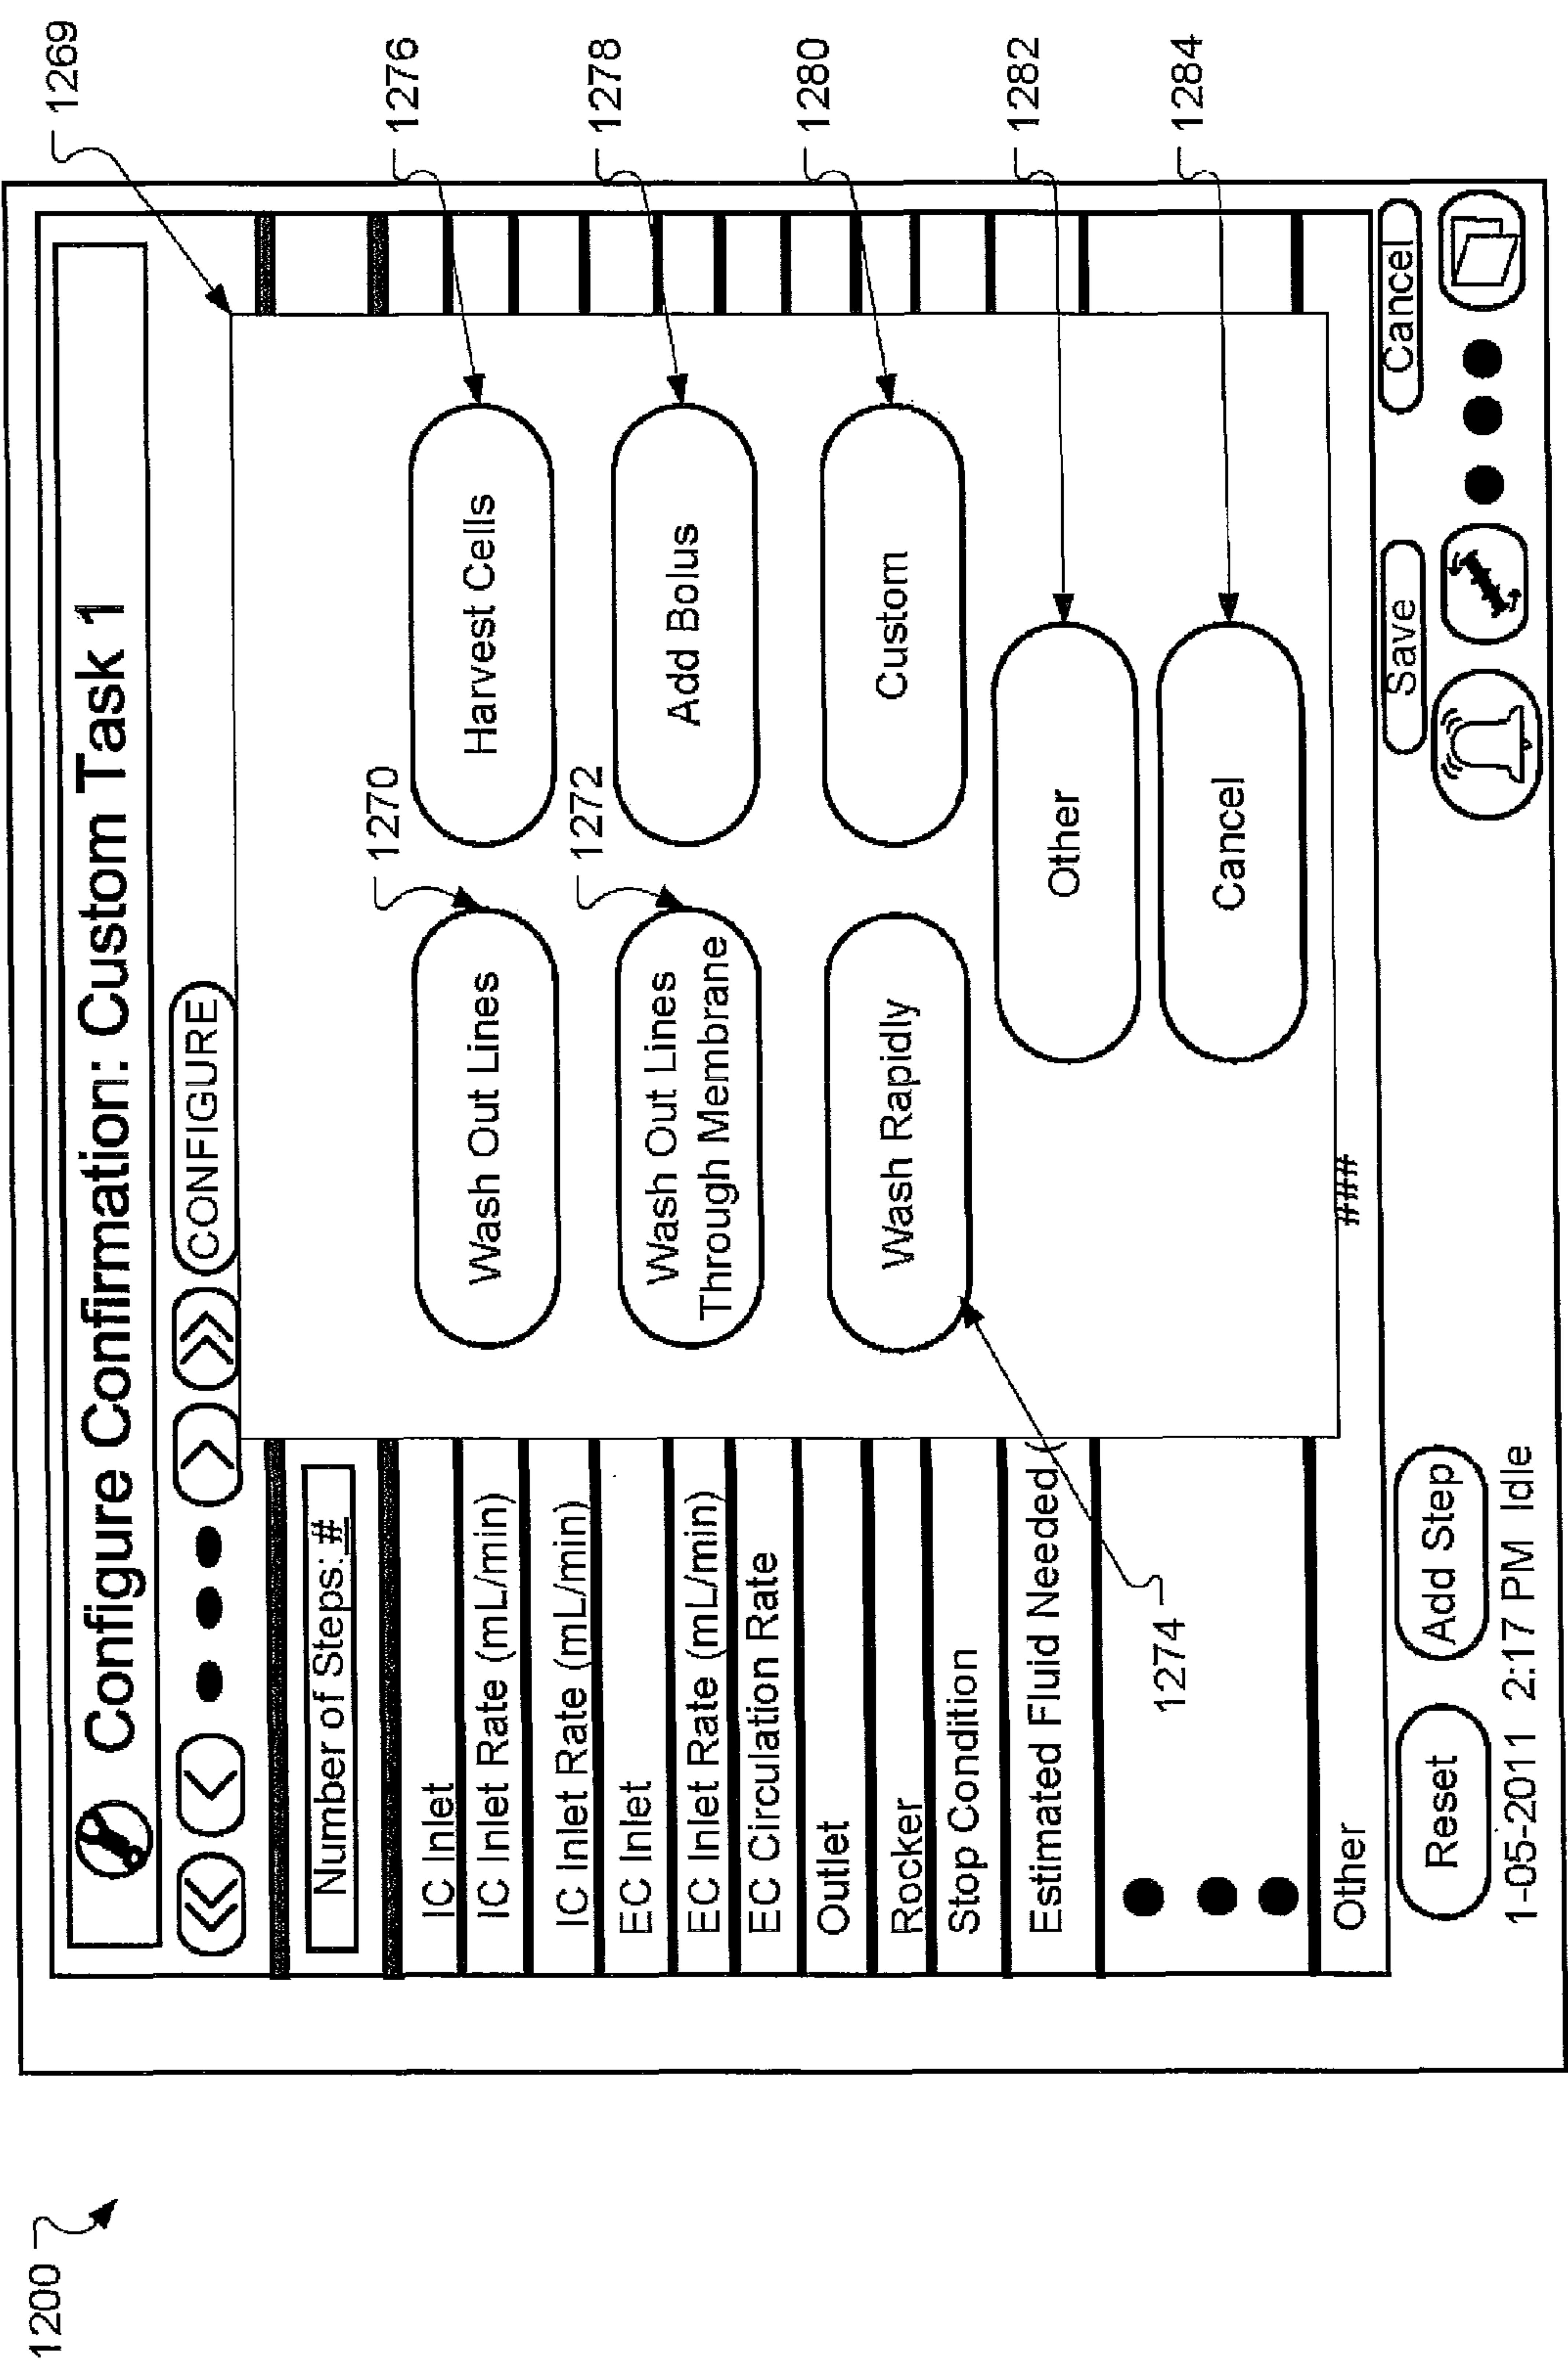 1200
1269
Configure Confirmation: Custom Task 1
CONFIGURE
Number of Steps: #
IC Inlet
IC Inlet Rate (mL/min)
IC Inlet Rate (mL/min)
EC Inlet
EC Inlet Rate (mL/min)
EC Circulation Rate
Outlet
Rocker
Stop Condition
Estimated Fluid Needed (
Other
###
1270
Wash Out Lines
1276
Harvest Cells
1272
Wash Out Lines
Through Membrane
1278
Add Bolus
1274
Wash Rapidly
1280
Custom
1282
Other
1284
Cancel
Reset
Add Step
Save
Cancel
1-05-2011 2:17 PM Idle